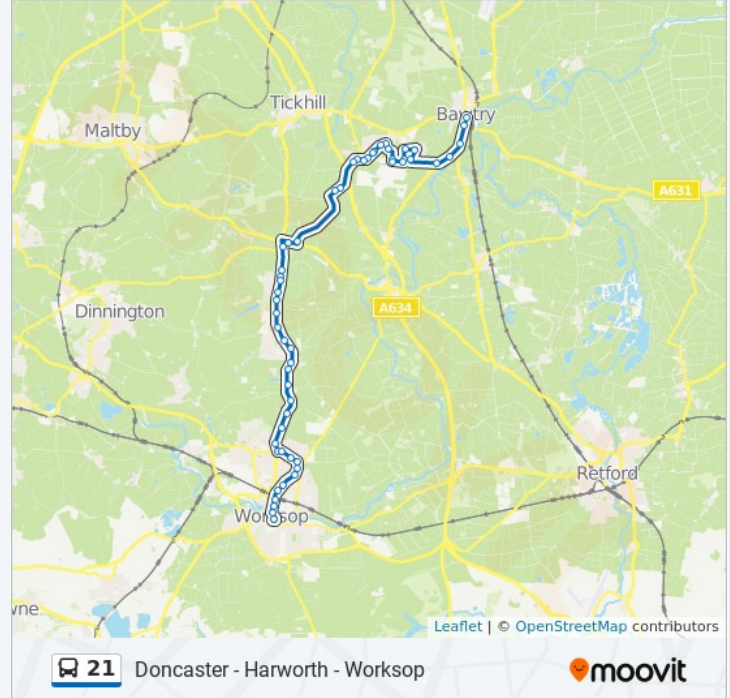 Tickhill
Bawtry
Maltby
A631
Dinnington
A634
Retford
Worksop
wne
Leaflet | © OpenStreetMap contributors
21 Doncaster - Harworth - Worksop
moovit